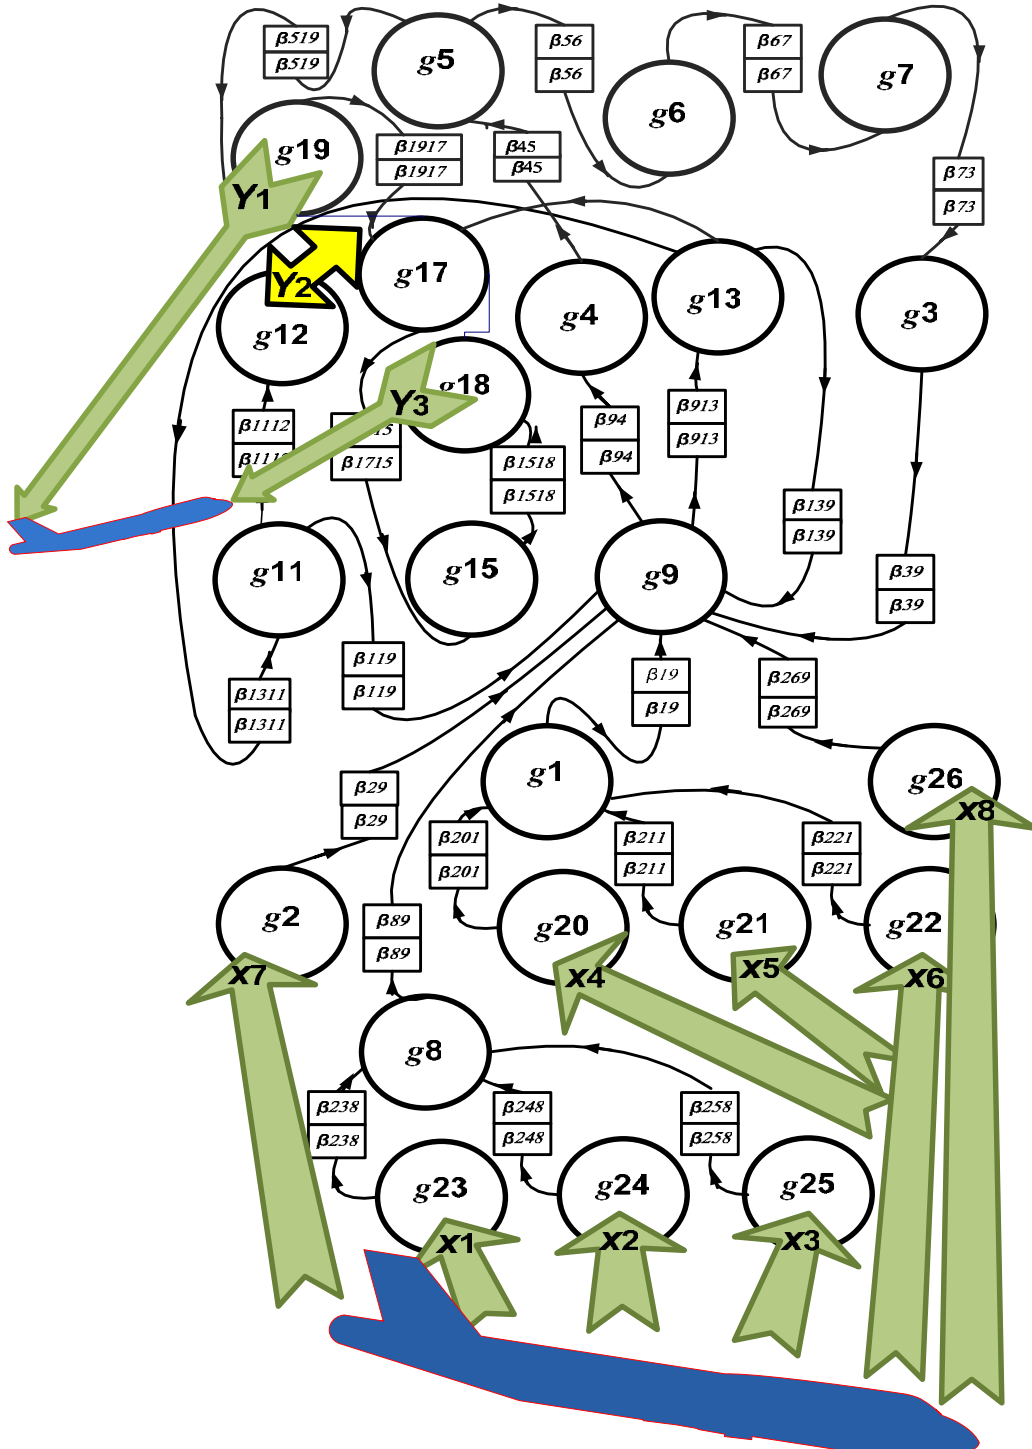 β519
β519
g5
β56
β56
g6
β67
β67
g7
g19
β1917
β1917
β45
β45
β73
β73
Y1
Y2
g17
g12
g4
g13
g3
g18
Y3
β1112
β1715
β94
β94
β913
β913
β1518
β1518
β139
β139
g11
g15
g9
β39
β39
β119
β119
β19
β19
β269
β269
β1311
β1311
g1
g26
x8
β29
β29
β201
β201
β211
β211
β221
β221
g2
β89
β89
g20
g21
g22
x7
x4
x5
x6
g8
β238
β238
β248
β248
β258
β258
g23
g24
g25
x1
x2
x3